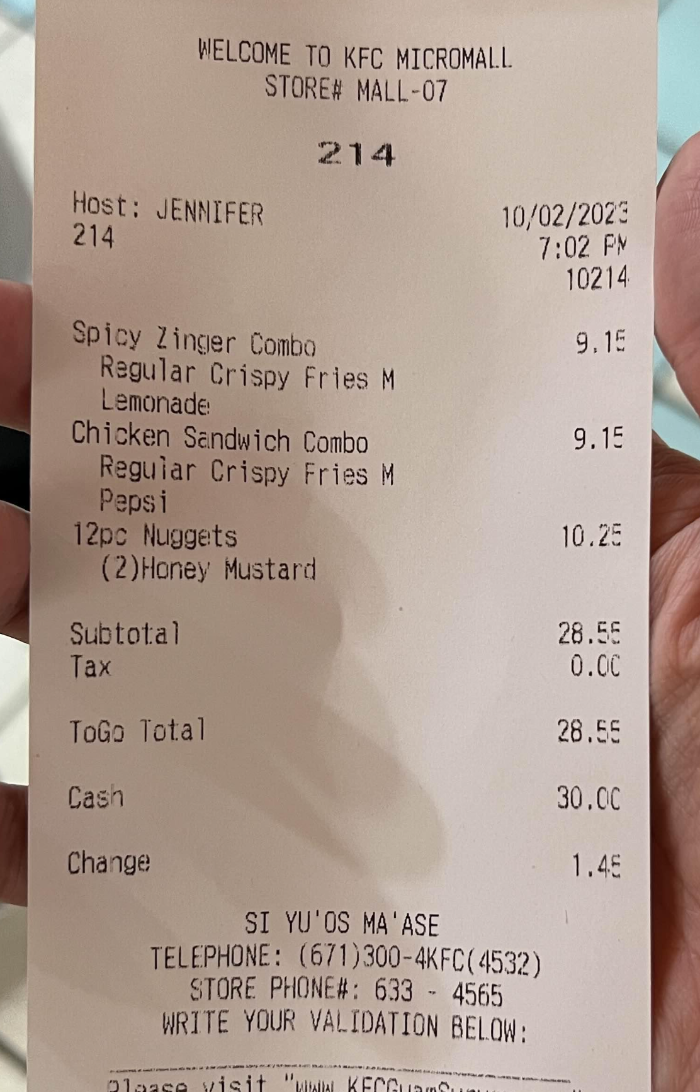 WELCOME TO KFC MICROMALL
STORE# MALL-07
214
Host: JENNIFER 10/02/2023
214 7:02 PM
10214
Spicy Zinger Combo 9.15
Regular Crispy Fries M
Lemonade
Chicken Sandwich Combo 9.15
Regular Crispy Fries M
Pepsi
12pc Nuggets 10.25
(2)Honey Mustard
Subtotal 28.55
Tax 0.00
ToGo Total 28.55
Cash 30.00
Change 1.45
SI YU'OS MA'ASE
TELEPHONE: (671)300-4KFC(4532)
STORE PHONE#: 633 - 4565
WRITE YOUR VALIDATION BELOW:
Please visit "www